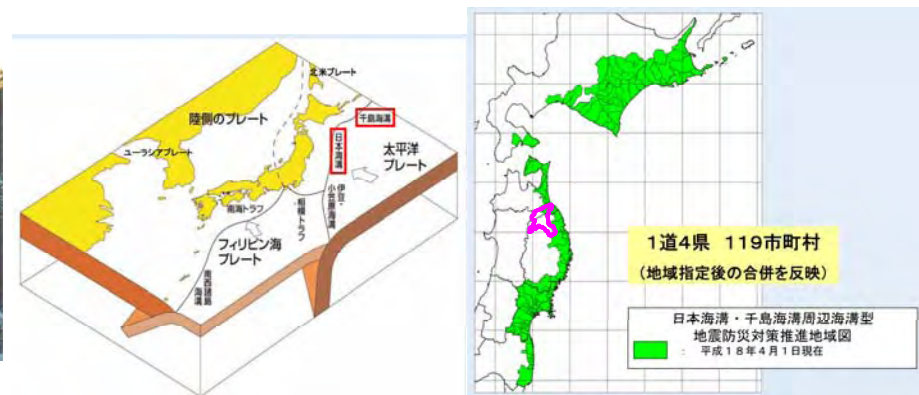 北米プレート
千島海溝
陸側のプレート
日本海溝
太平洋
プレート
ユーラシアプレート
伊豆・
小笠原海溝
相模トラフ
南海トラフ
フィリピン海
プレート
南西諸島
海溝
1道4県 119市町村
(地域指定後の合併を反映)
日本海溝・千島海溝周辺海溝型
地震防災対策推進地域図
: 平成18年4月1日現在